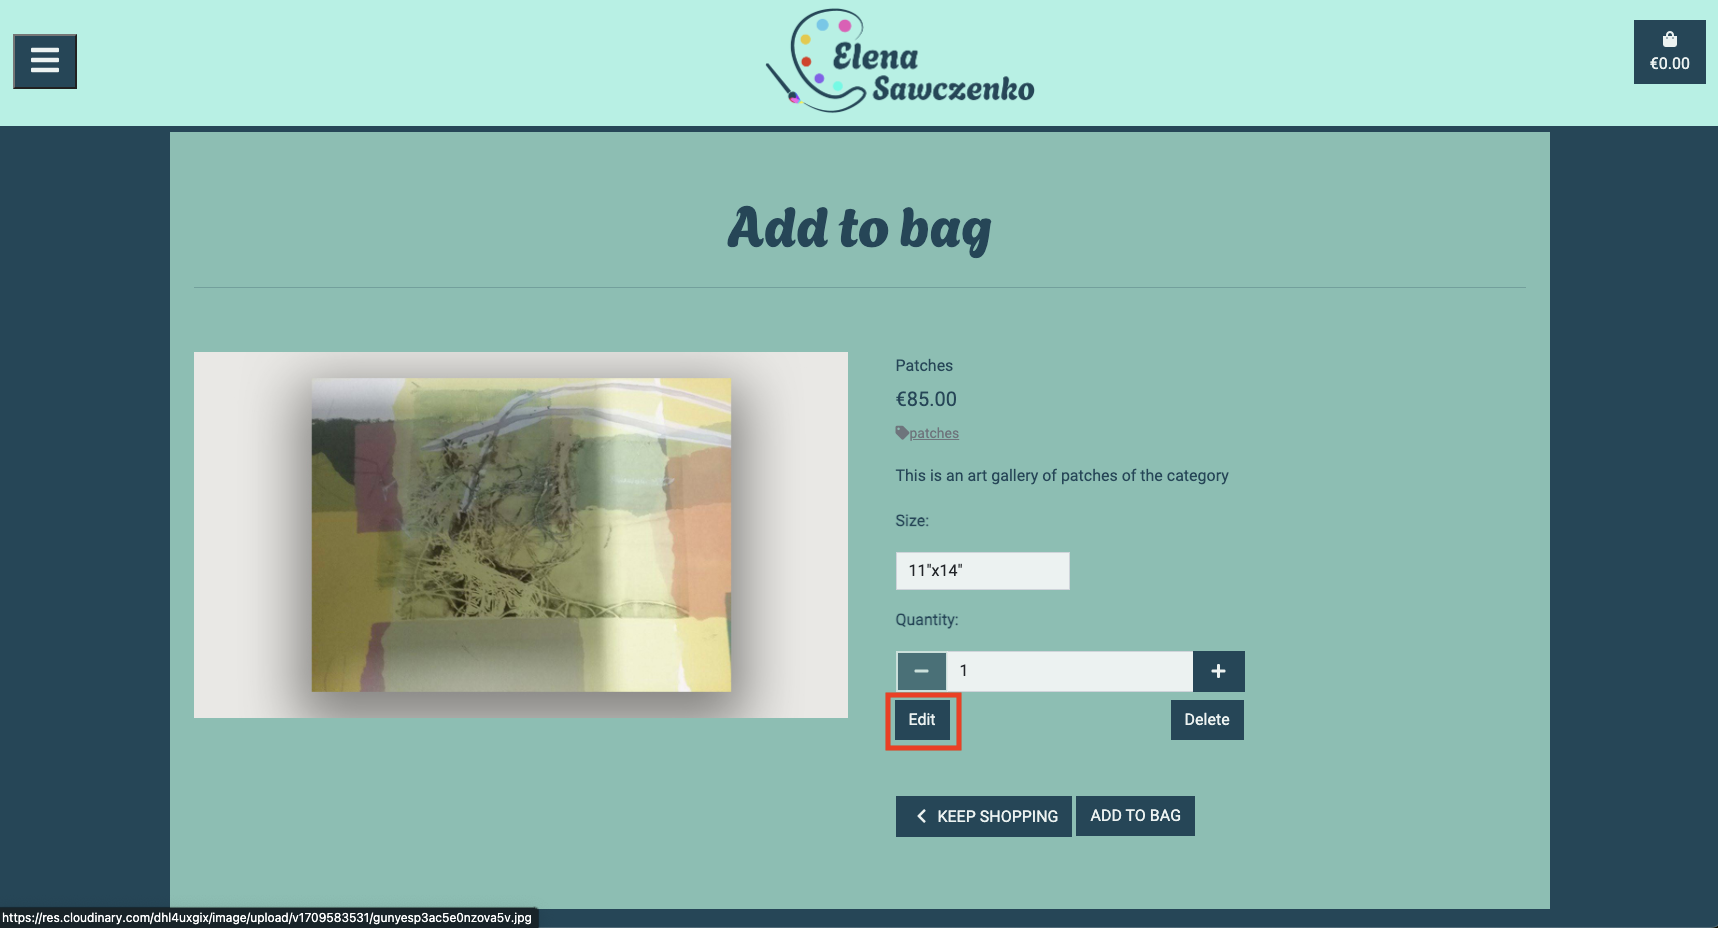 Elena
Sawczenko
€0.00
Add to bag
Patches
€85.00
patches
This is an art gallery of patches of the category
Size:
11"x14"
Quantity:
1
Edit
Delete
KEEP SHOPPING
ADD TO BAG
https://res.cloudinary.com/dhl4uxgix/image/upload/v1709583531/gunyesp3ac5e0nzova5v.jpg